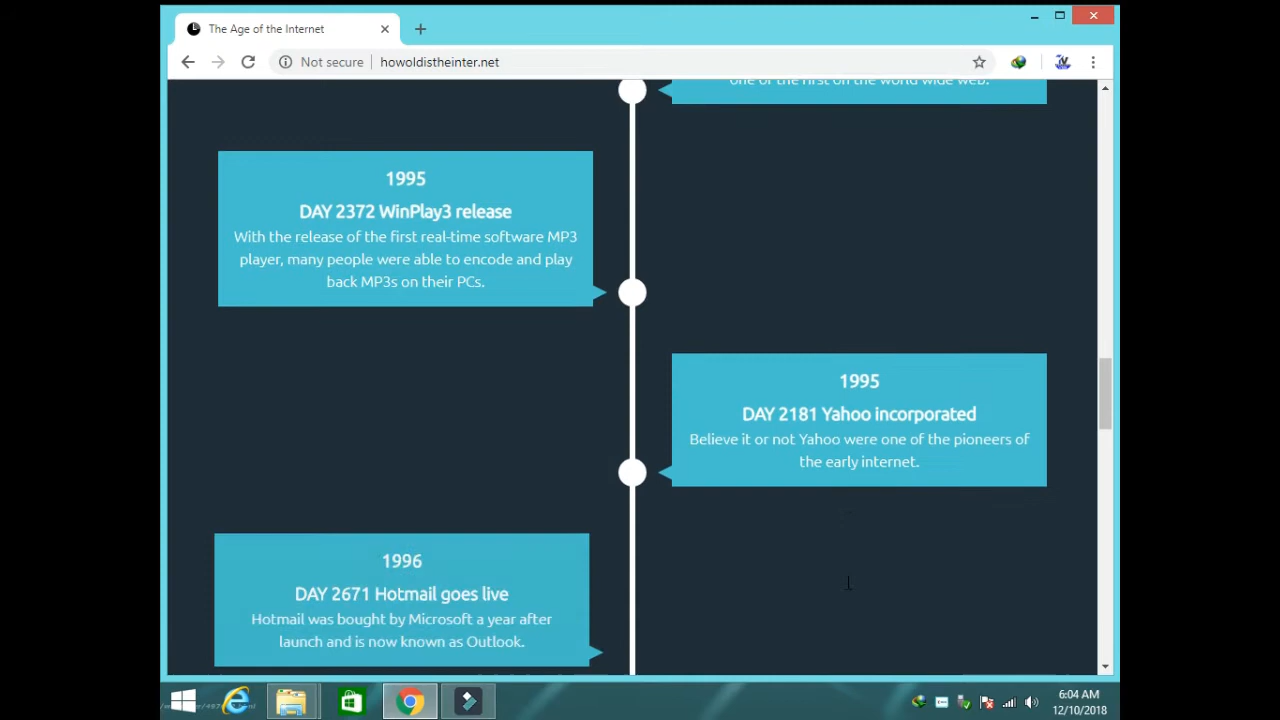 The Age of the Internet
Not secure
howoldistheinter.net
one of the first on the world wide web.
1995
DAY 2372 WinPlay3 release
With the release of the first real-time software MP3
player, many people were able to encode and play
back MP3s on their PCs.
1995
DAY 2181 Yahoo incorporated
Believe it or not Yahoo were one of the pioneers of
the early internet.
1996
DAY 2671 Hotmail goes live
Hotmail was bought by Microsoft a year after
launch and is now known as Outlook.
6:04 AM
12/10/2018